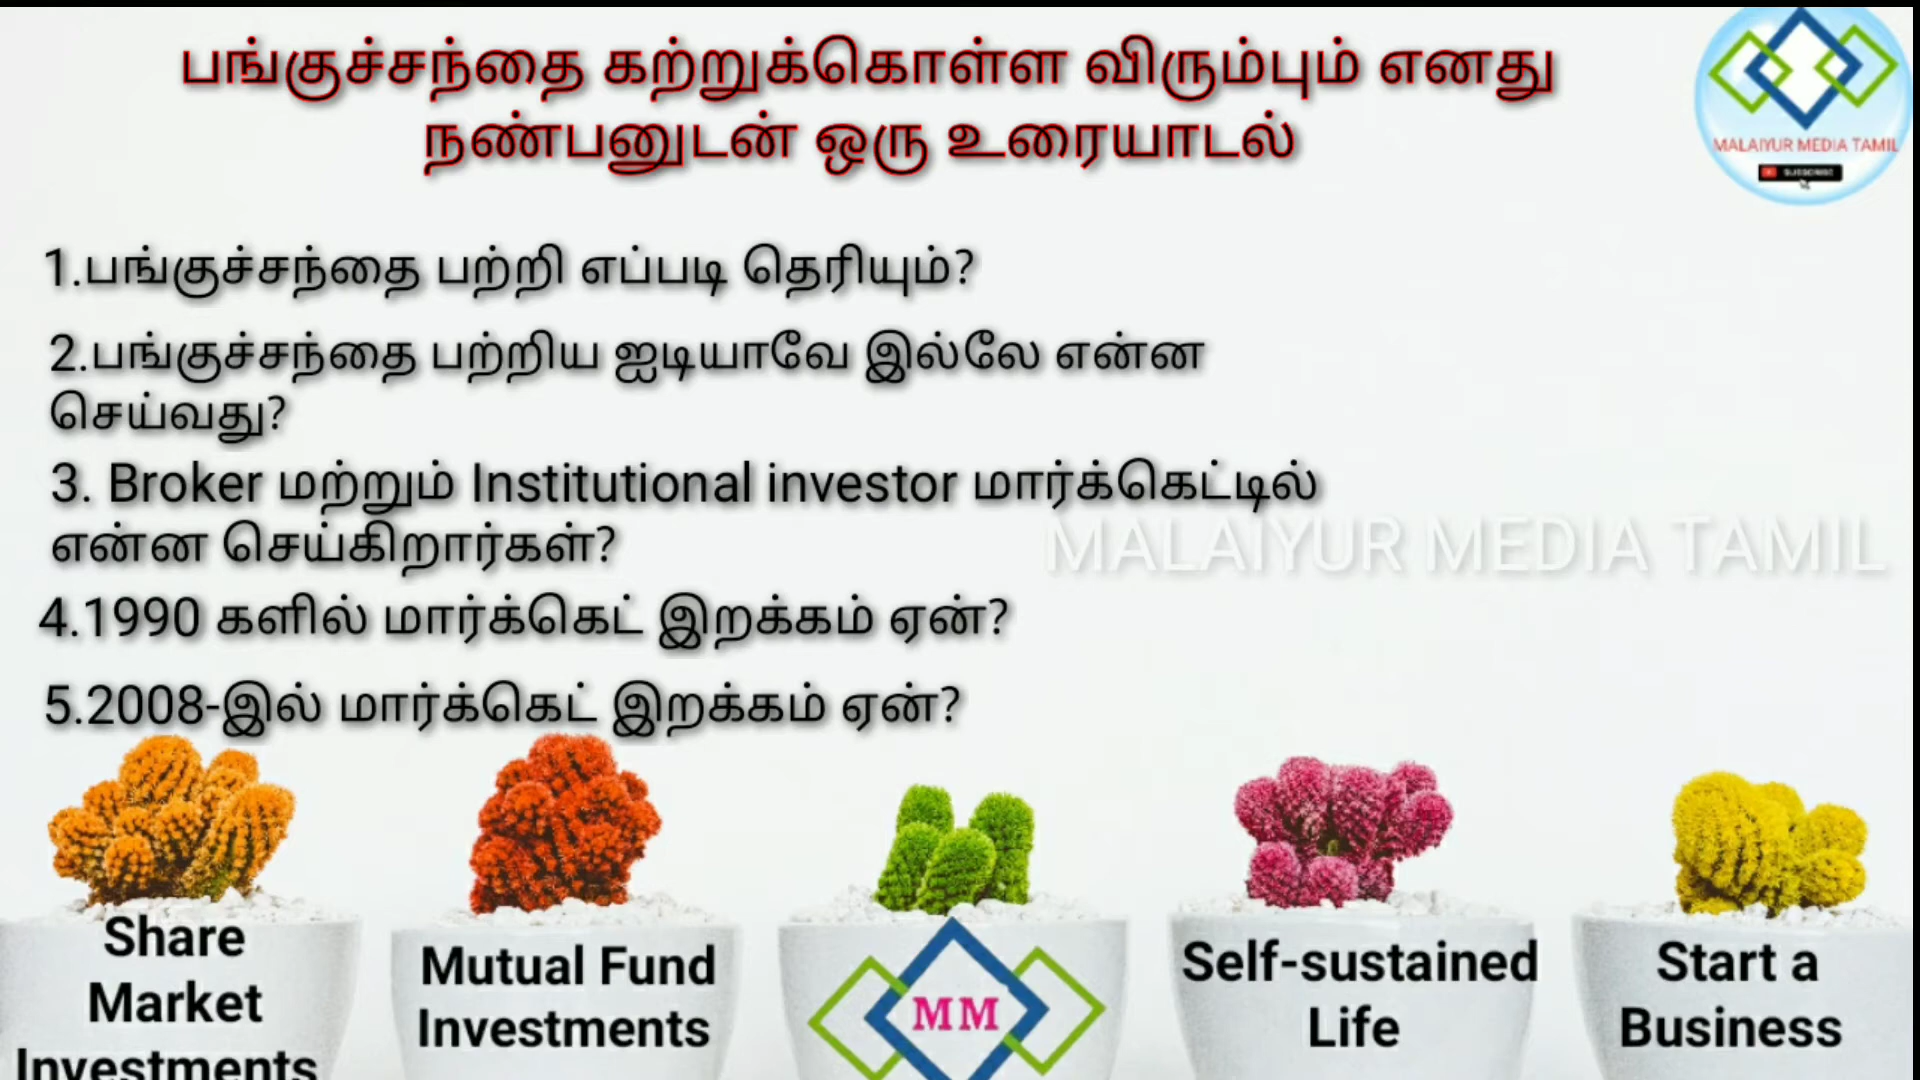 பங்குச்சந்தை கற்றுக்கொள்ள விரும்பும் எனது
நண்பனுடன் ஒரு உரையாடல்
MALAIYUR MEDIA TAMIL
SUBSCRIBE
1.பங்குச்சந்தை பற்றி எப்படி தெரியும்?
2.பங்குச்சந்தை பற்றிய ஐடியாவே இல்லே என்ன
செய்வது?
3. Broker மற்றும் Institutional investor மார்க்கெட்டில்
என்ன செய்கிறார்கள்?
MALAIYUR MEDIA TAMIL
4.1990 களில் மார்க்கெட் இறக்கம் ஏன்?
5.2008-இல் மார்க்கெட் இறக்கம் ஏன்?
Share
Market
Investments
Mutual Fund
Investments
MM
Self-sustained
Life
Start a
Business